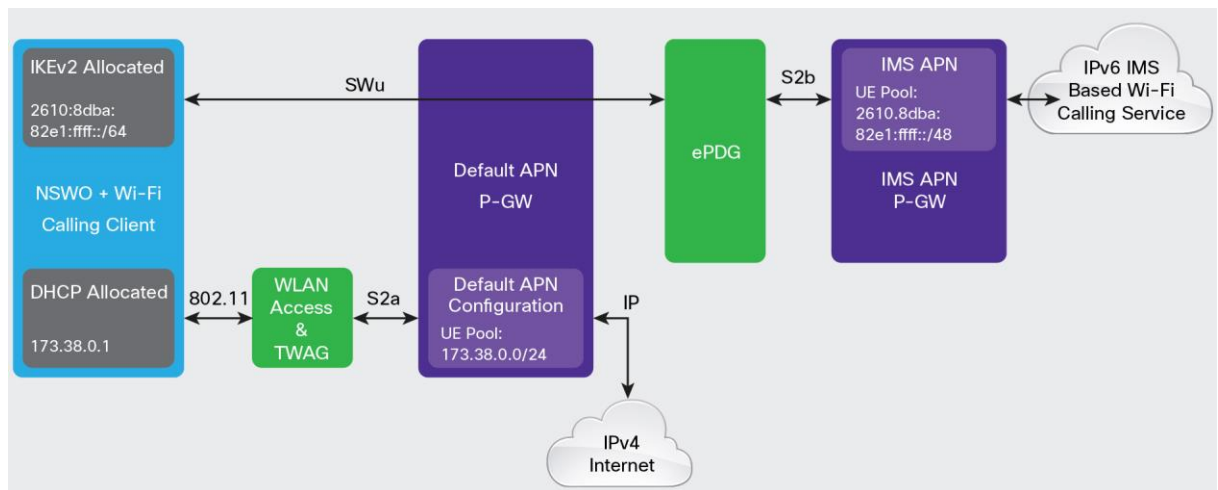 IKEv2 Allocated
2610:8dba:
82e1:ffff::/64
NSWO + Wi-Fi
Calling Client
DHCP Allocated
173.38.0.1
802.11
WLAN
Access
&
TWAG
S2a
SWu
Default APN
P-GW
Default APN
Configuration
UE Pool:
173.38.0.0/24
IP
IPv4
Internet
ePDG
S2b
IMS APN
UE Pool:
2610.8dba:
82e1:ffff::/48
IMS APN
P-GW
IPv6 IMS
Based Wi-Fi
Calling Service